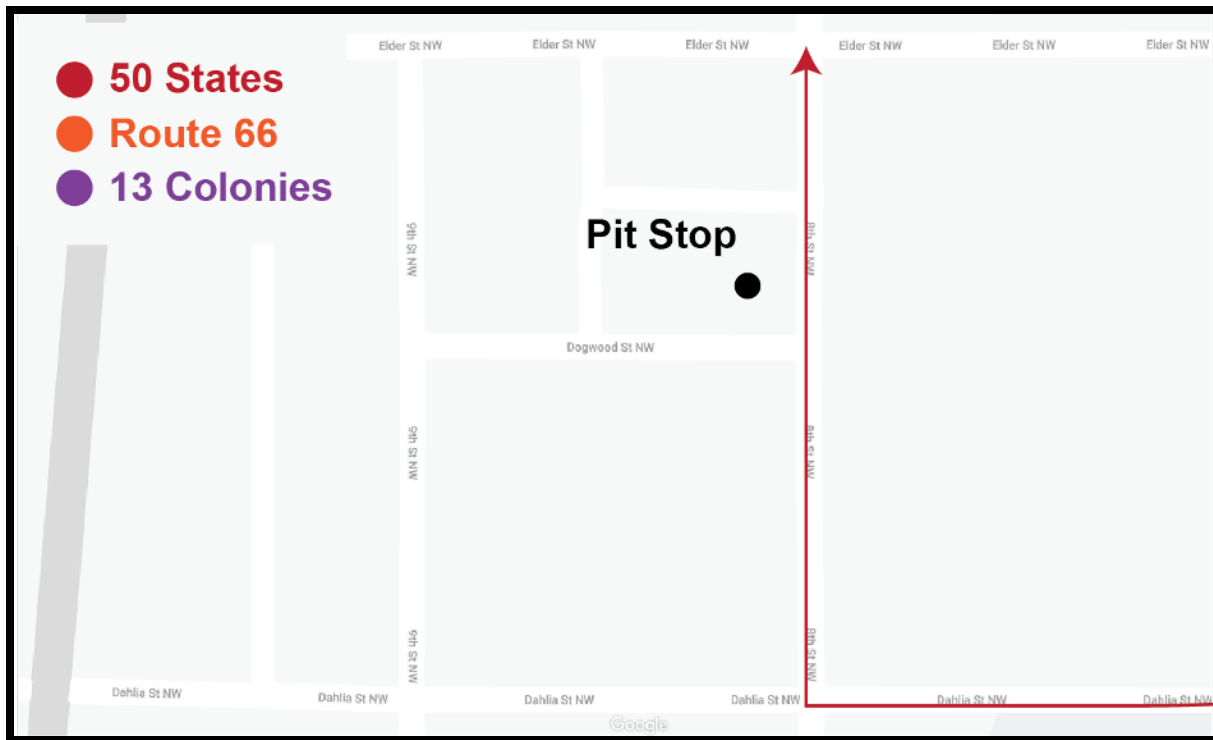 Elder St NW Elder St NW Elder St NW Elder St NW Elder St NW Elder St NW
50 States
Route 66
13 Colonies
Pit Stop
9th St NW
8th St NW
Dogwood St NW
9th St NW
8th St NW
9th St NW
8th St NW
Dahlia St NW Dahlia St NW Dahlia St NW Dahlia St NW Dahlia St NW Dahlia St NW
Google